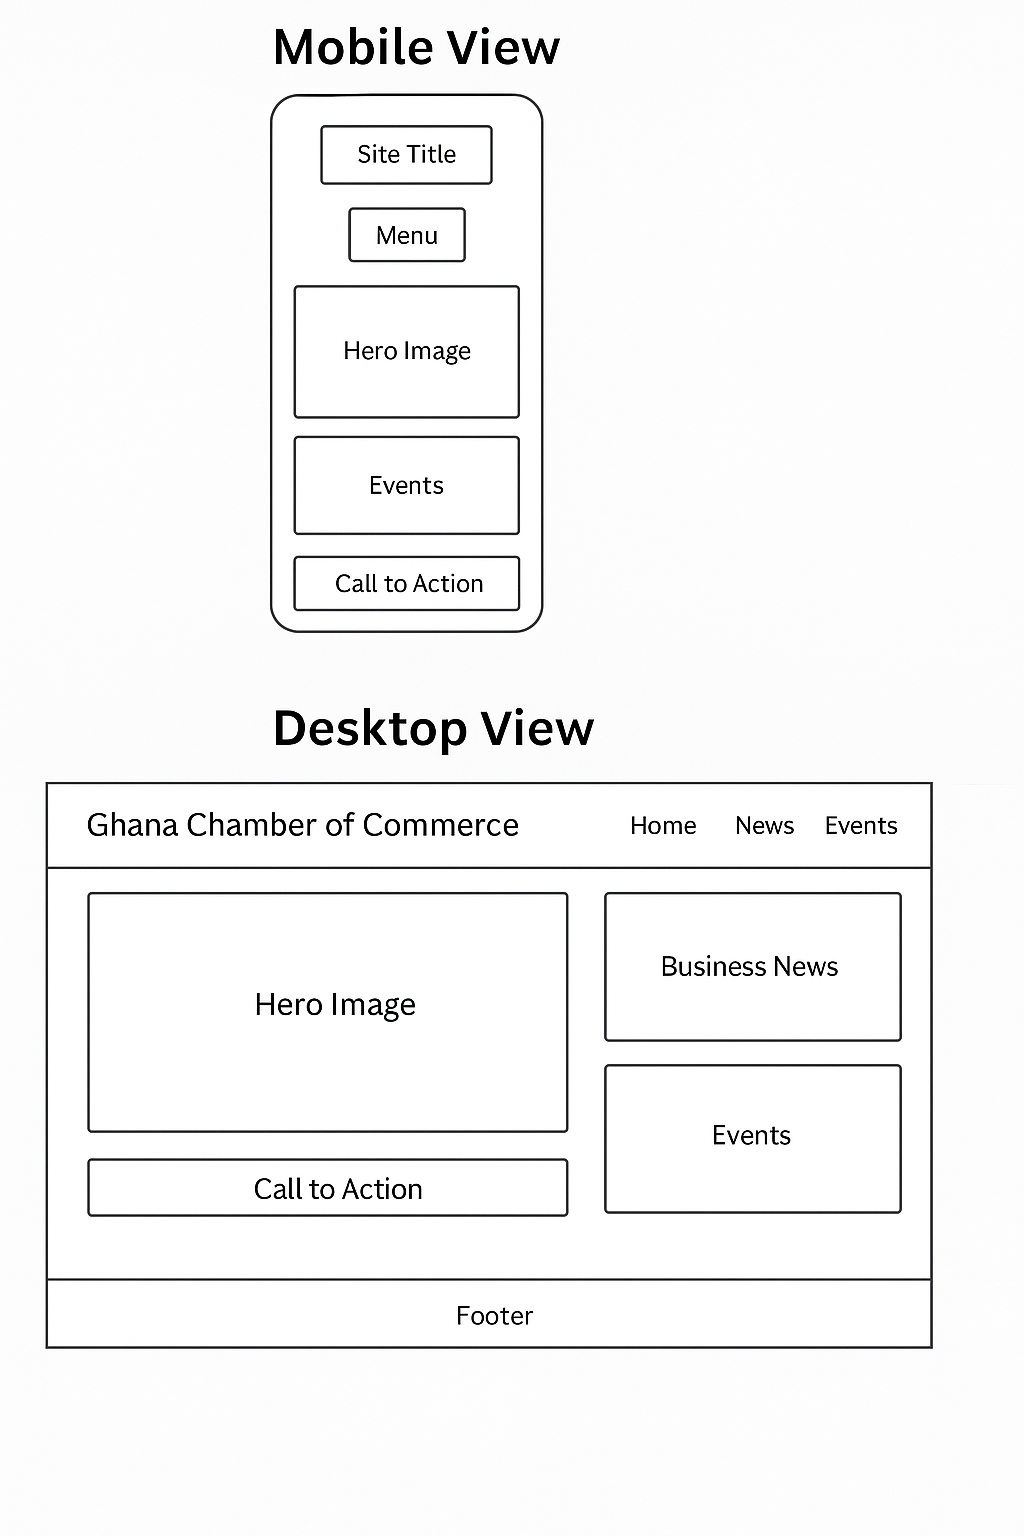 Mobile View
Site Title
Menu
Hero Image
Events
Call to Action
Desktop View
Ghana Chamber of Commerce
Home News Events
Hero Image
Call to Action
Business News
Events
Footer